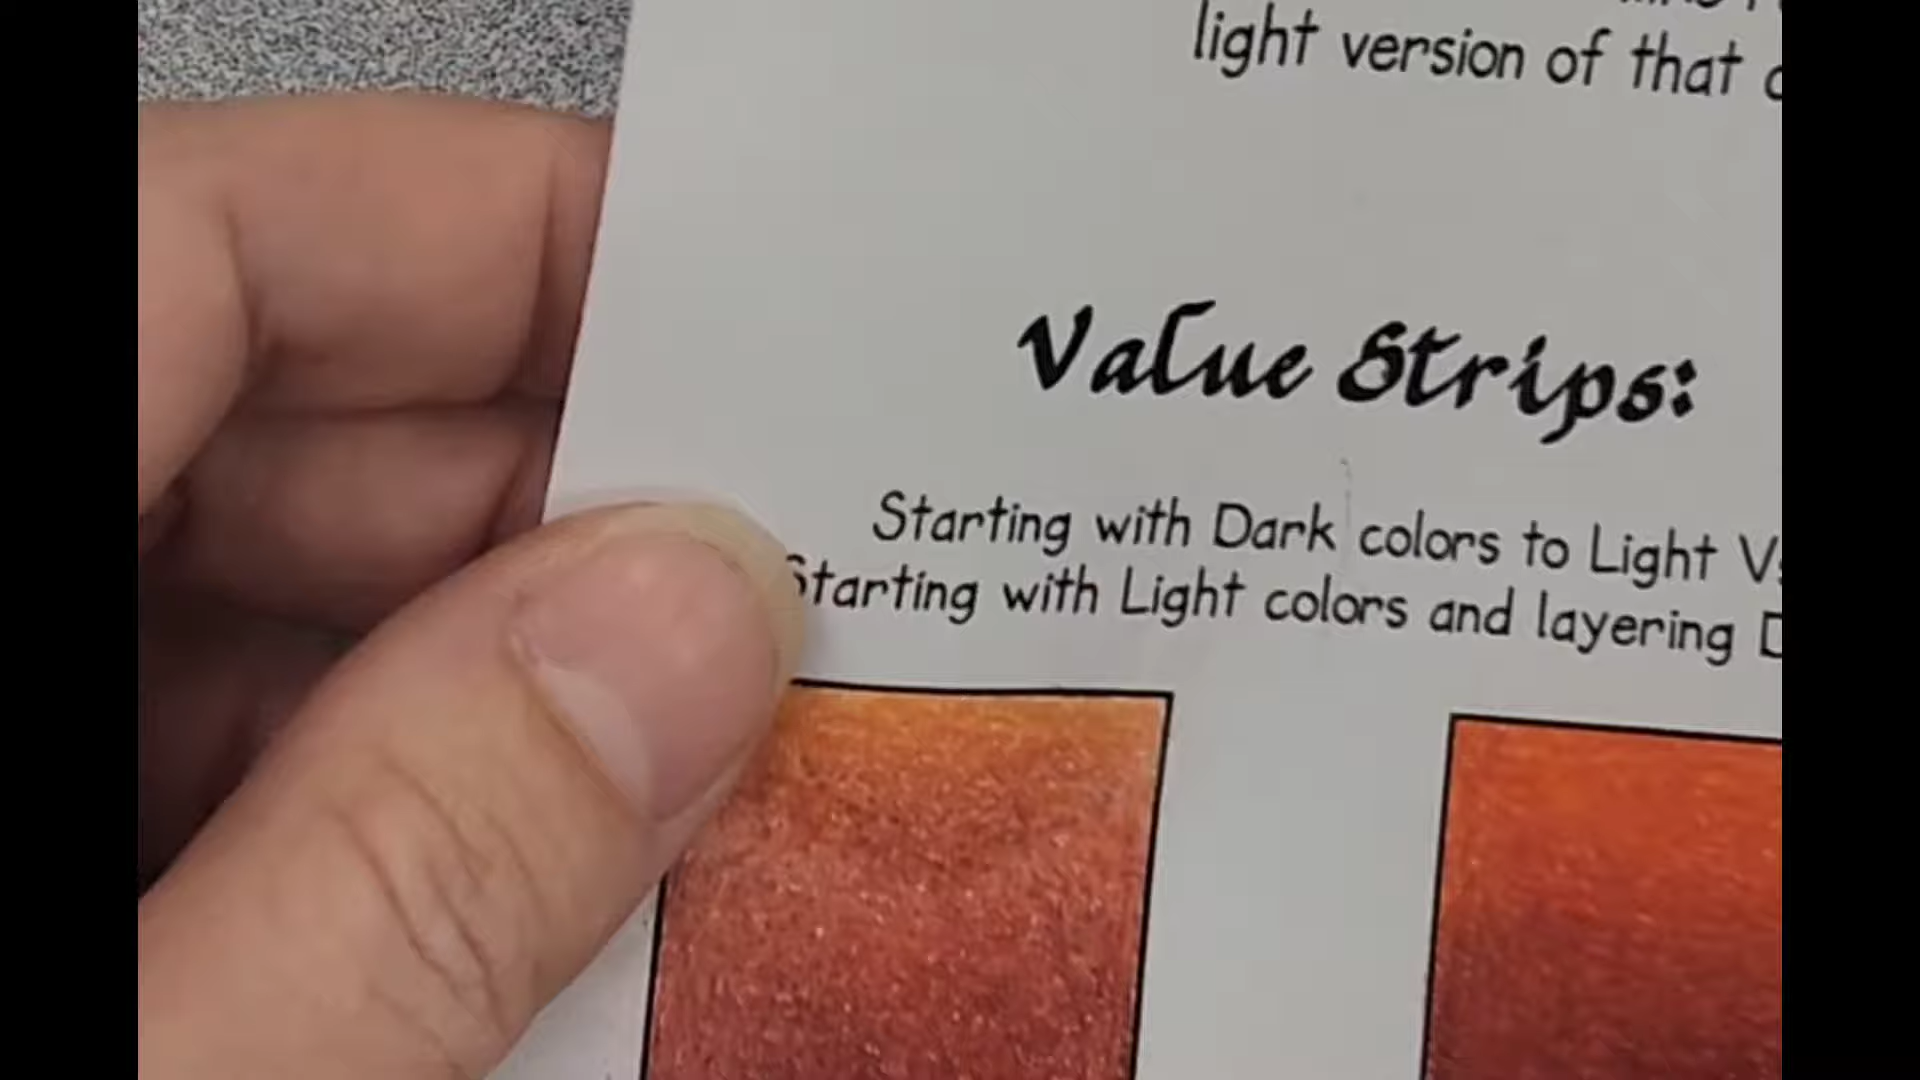 light version of that
Value Strips:
Starting with Dark colors to Light
Starting with Light colors and layering